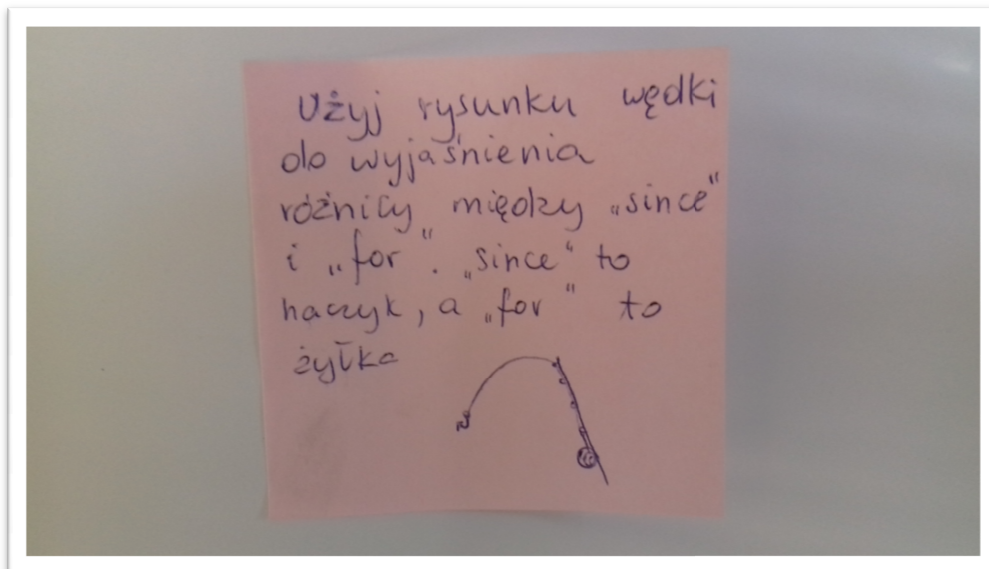 Użyj rysunku wędki
do wyjaśnienia
różnicy między „since"
i „for". „since" to
haczyk, a „for" to
żyłka